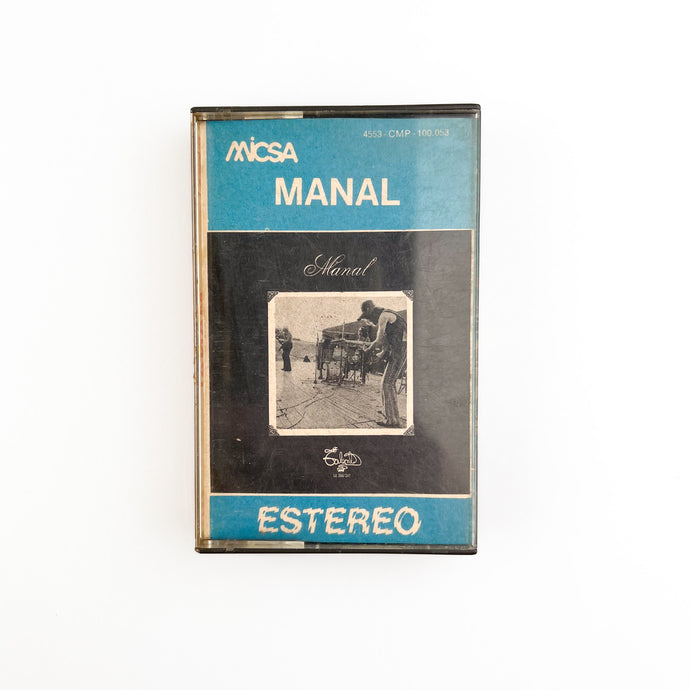 MICSA
4553-CMP-100.053
MANAL
Manal
ESTEREO